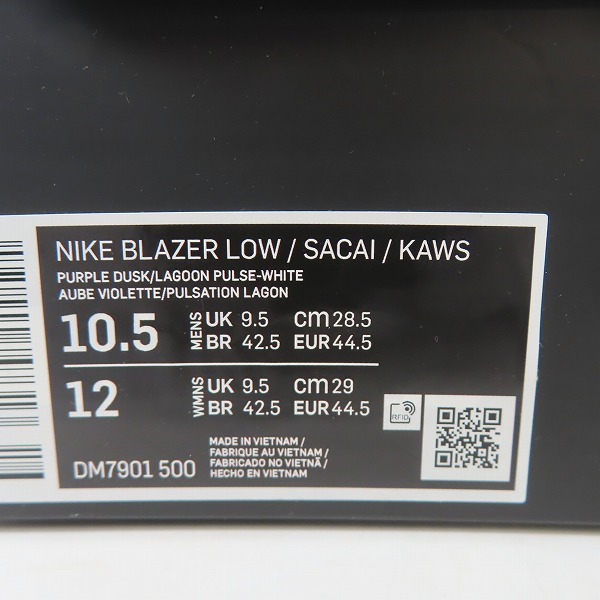 NIKE BLAZER LOW / SACAI / KAWS
PURPLE DUSK/LAGOON PULSE-WHITE
AUBE VIOLETTE/PULSATION LAGON
10.5 MENS UK 9.5 cm 28.5
BR 42.5 EUR 44.5
12 WMNS UK 9.5 cm 29
BR 42.5 EUR 44.5
RFID
MADE IN VIETNAM /
FABRIQUE AU VIETNAM /
FABRICADO NO VIETNÃ /
HECHO EN VIETNAM
DM7901 500